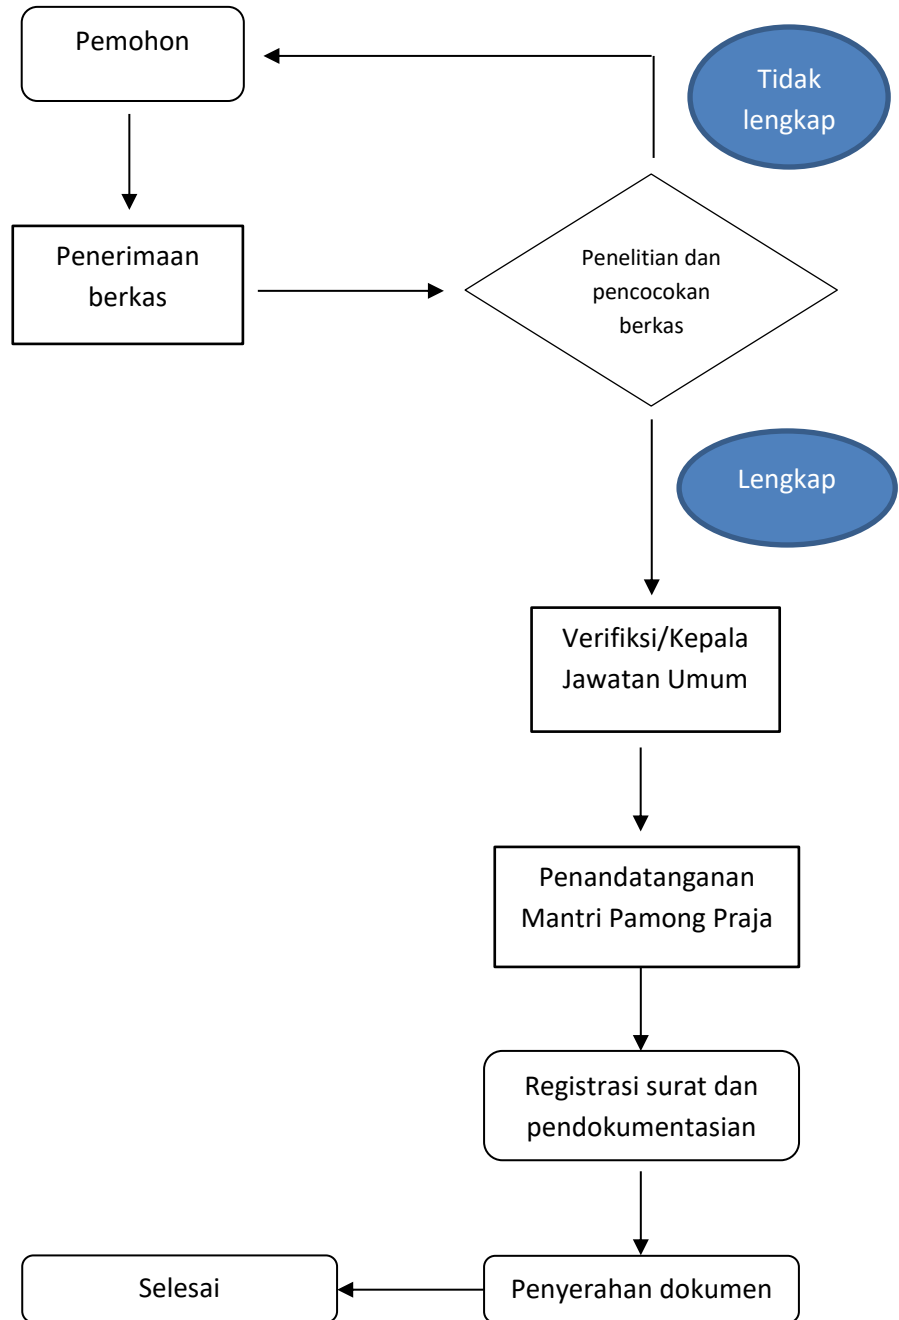 Pemohon
Tidak
lengkap
Penerimaan
berkas
Penelitian dan
pencocokan
berkas
Lengkap
Verifiksi/Kepala
Jawatan Umum
Penandatanganan
Mantri Pamong Praja
Registrasi surat dan
pendokumentasian
Selesai
Penyerahan dokumen